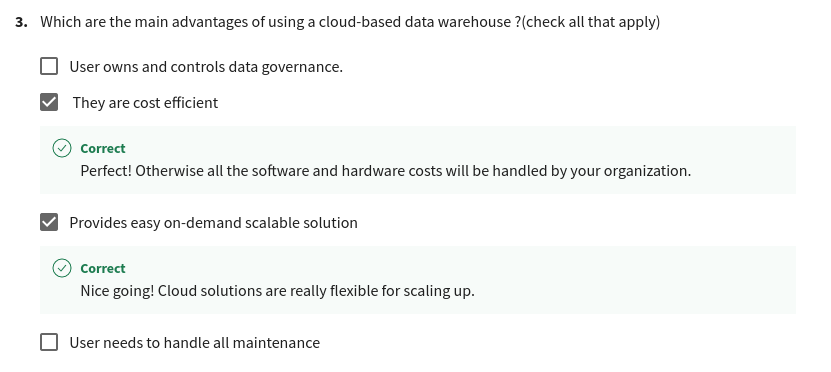 3. Which are the main advantages of using a cloud-based data warehouse ?(check all that apply)
User owns and controls data governance.
They are cost efficient
Correct
Perfect! Otherwise all the software and hardware costs will be handled by your organization.
Provides easy on-demand scalable solution
Correct
Nice going! Cloud solutions are really flexible for scaling up.
User needs to handle all maintenance